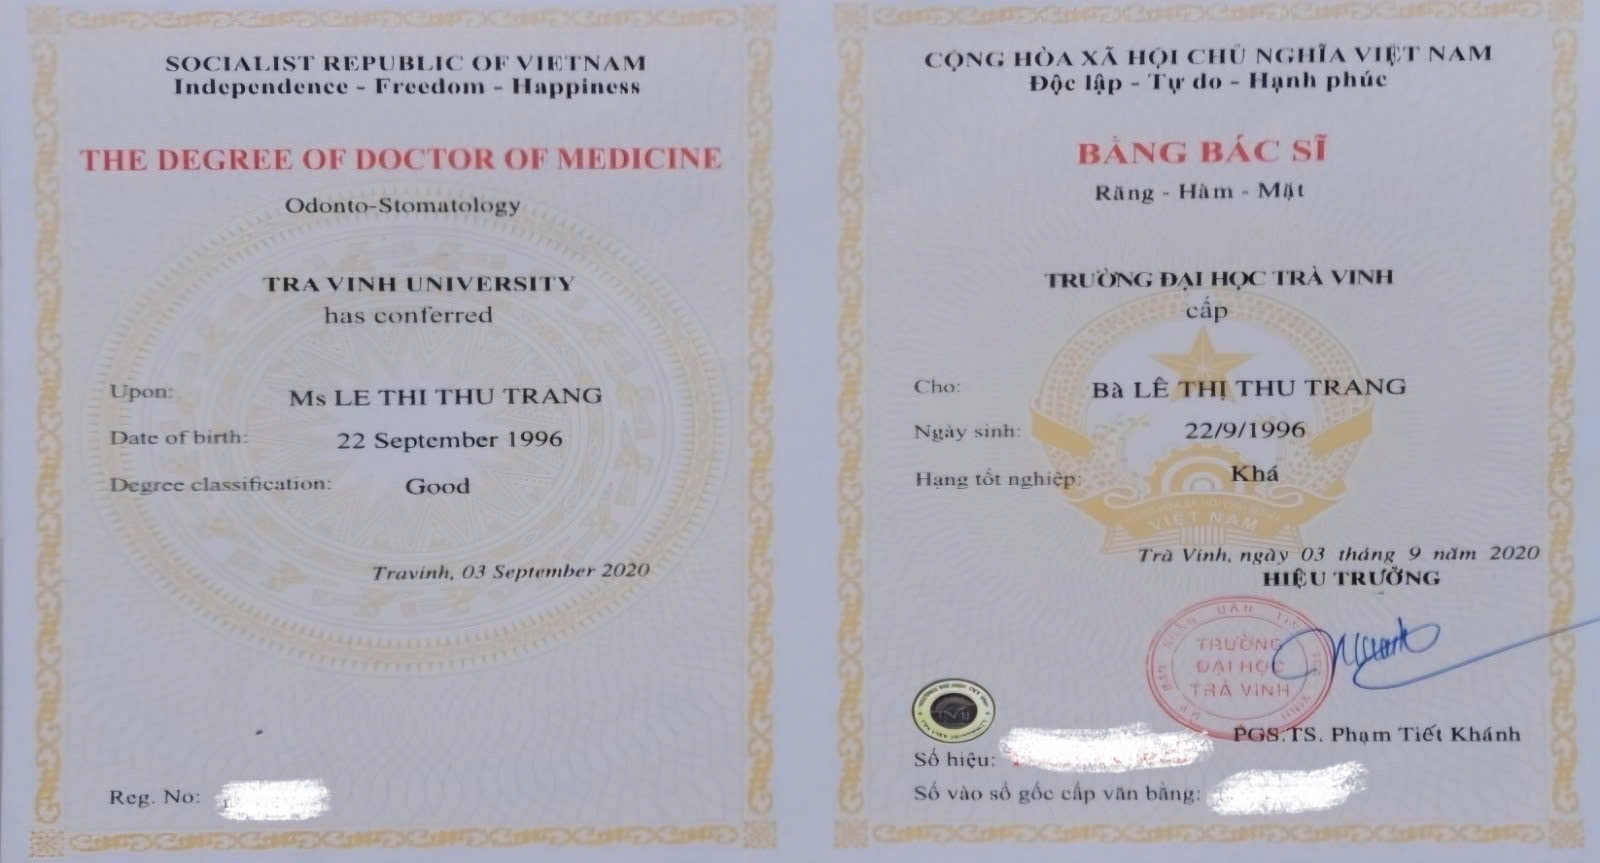 SOCIALIST REPUBLIC OF VIETNAM
Independence - Freedom - Happiness
THE DEGREE OF DOCTOR OF MEDICINE
Odonto-Stomatology
TRA VINH UNIVERSITY
has conferred
Upon: Ms LE THI THU TRANG
Date of birth: 22 September 1996
Degree classification: Good
Travinh, 03 September 2020
Reg. No:
CỘNG HÒA XÃ HỘI CHỦ NGHĨA VIỆT NAM
Độc lập - Tự do - Hạnh phúc
BẰNG BÁC SĨ
Răng - Hàm - Mặt
TRƯỜNG ĐẠI HỌC TRÀ VINH
cấp
Cho: Bà LÊ THỊ THU TRANG
Ngày sinh: 22/9/1996
Hạng tốt nghiệp: Khá
VIỆT NAM
Trà Vinh, ngày 03 tháng 9 năm 2020
HIỆU TRƯỞNG
TRƯỜNG
ĐẠI HỌC
TRÀ VINH
PGS.TS. Phạm Tiết Khánh
Số hiệu:
Số vào sổ gốc cấp văn bằng: